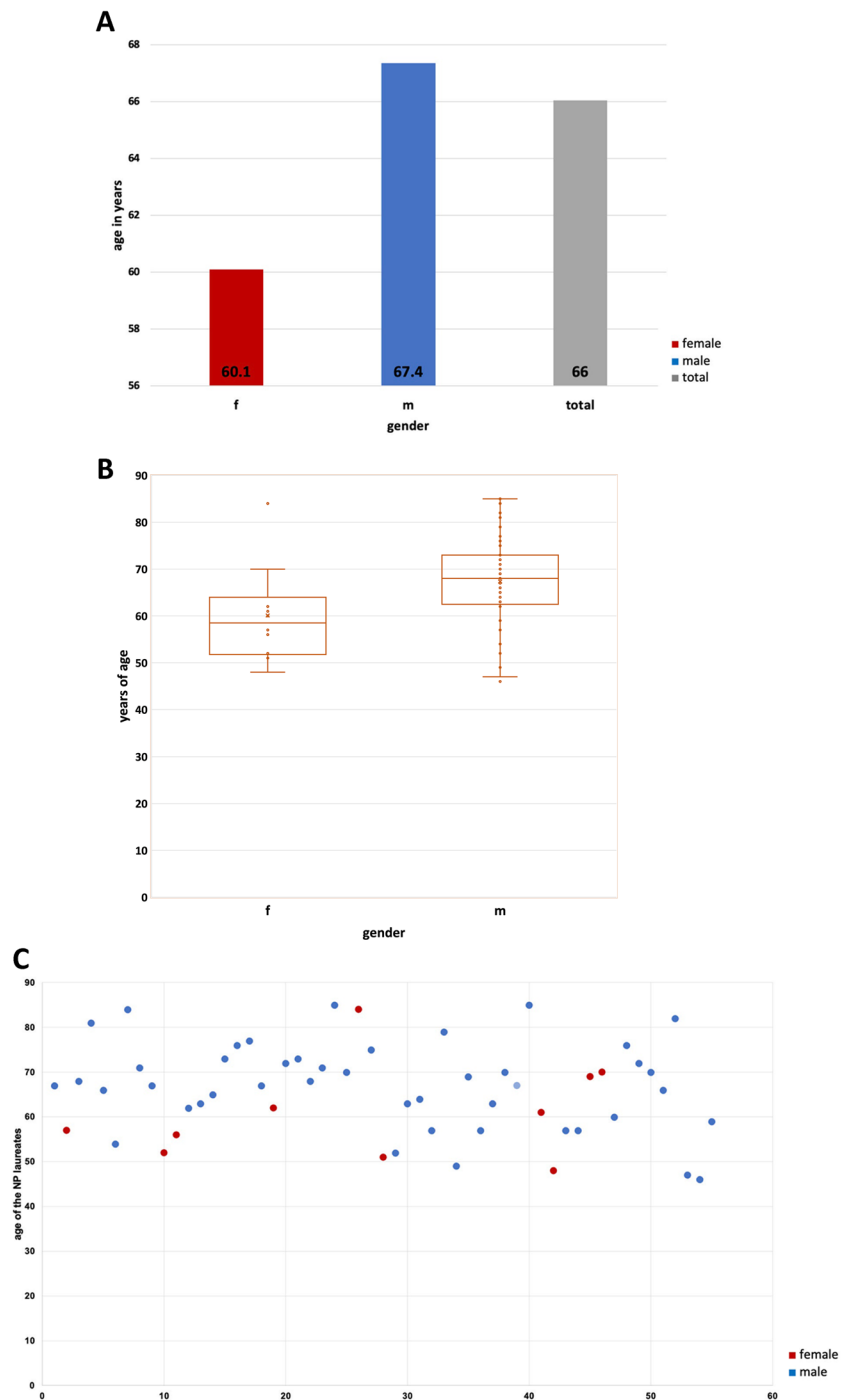 A
68
66
64
62
60
58
56
age in years
60.1
67.4
66
f
m
total
gender
female
male
total
B
90
80
70
60
50
40
30
20
10
0
years of age
f
m
gender
C
90
80
70
60
50
40
30
20
10
0
age of the NP laureates
0
10
20
30
40
50
60
female
male